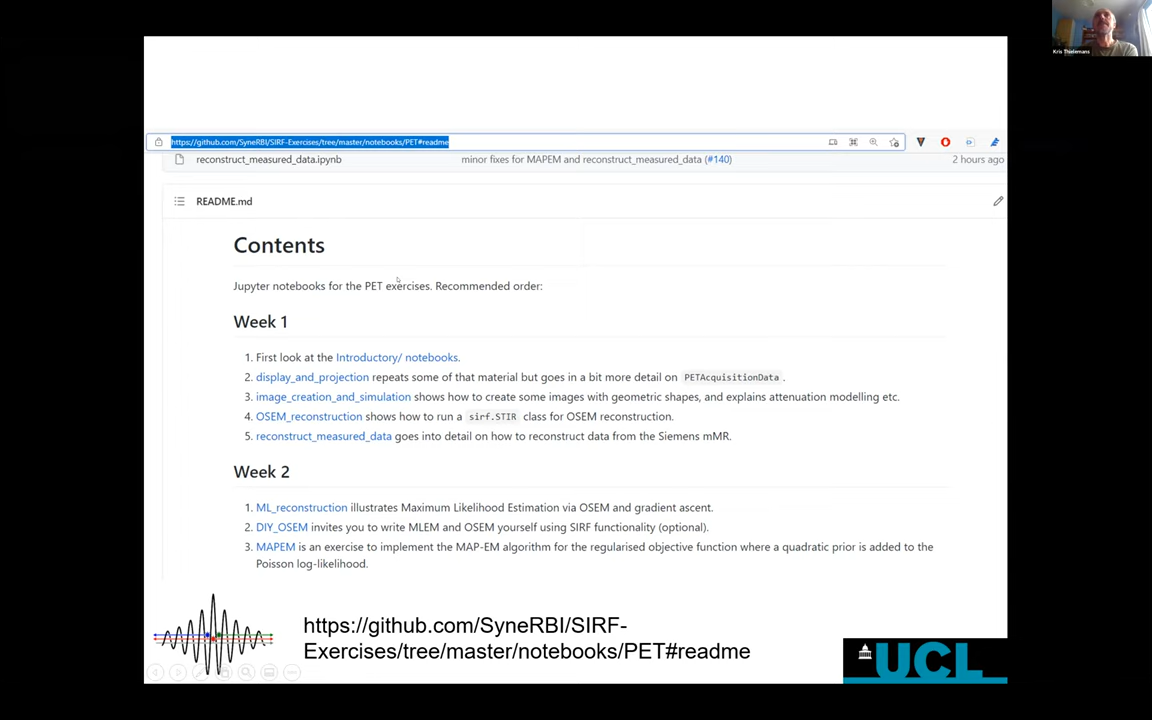 Kris Thielemans
https://github.com/SyneRBI/SIRF-Exercises/tree/master/notebooks/PET#readme
reconstruct_measured_data.ipynb minor fixes for MAPEM and reconstruct_measured_data (#140) 2 hours ago
README.md
Contents
Jupyter notebooks for the PET exercises. Recommended order:
Week 1
1. First look at the Introductory/ notebooks.
2. display_and_projection repeats some of that material but goes in a bit more detail on PETAcquisitionData .
3. image_creation_and_simulation shows how to create some images with geometric shapes, and explains attenuation modelling etc.
4. OSEM_reconstruction shows how to run a sirf.STIR class for OSEM reconstruction.
5. reconstruct_measured_data goes into detail on how to reconstruct data from the Siemens mMR.
Week 2
1. ML_reconstruction illustrates Maximum Likelihood Estimation via OSEM and gradient ascent.
2. DIY_OSEM invites you to write MLEM and OSEM yourself using SIRF functionality (optional).
3. MAPEM is an exercise to implement the MAP-EM algorithm for the regularised objective function where a quadratic prior is added to the
Poisson log-likelihood.
https://github.com/SyneRBI/SIRF-
Exercises/tree/master/notebooks/PET#readme
UCL